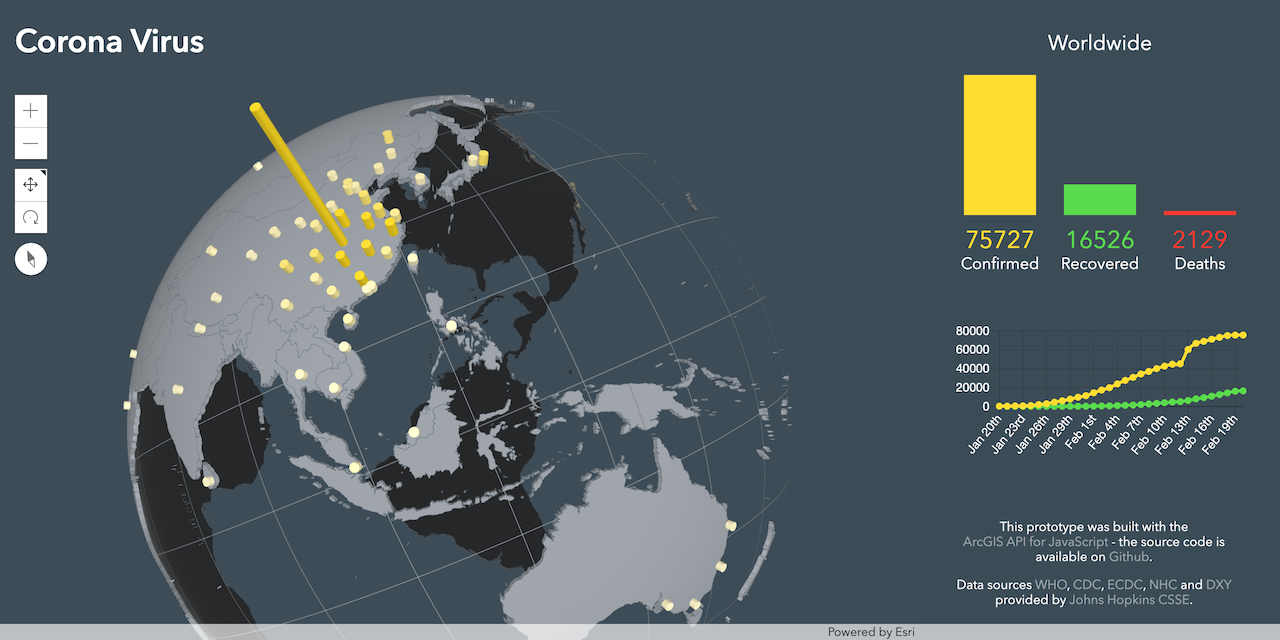 Corona Virus
Worldwide
75727
16526
2129
Confirmed
Recovered
Deaths
80000
60000
40000
20000
0
Jan 20th
Jan 23rd
Jan 26th
Jan 29th
Feb 1st
Feb 4th
Feb 7th
Feb 10th
Feb 13th
Feb 16th
Feb 19th
This prototype was built with the
ArcGIS API for JavaScript - the source code is
available on Github.
Data sources WHO, CDC, ECDC, NHC and DXY
provided by Johns Hopkins CSSE.
Powered by Esri